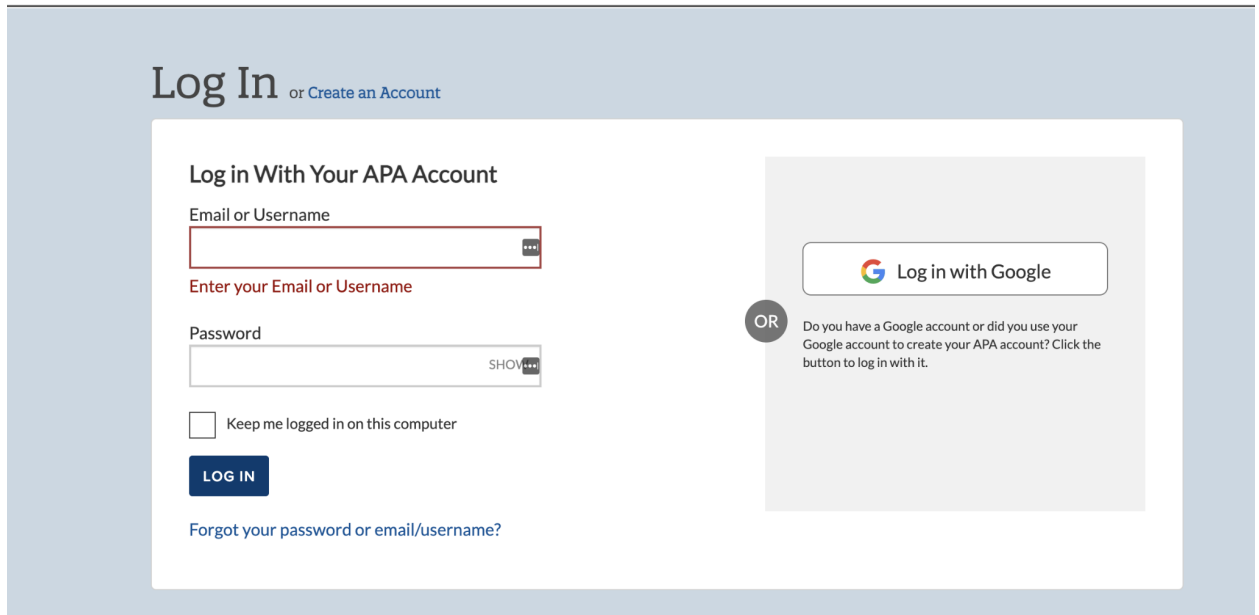 Log In or Create an Account
Log in With Your APA Account
Email or Username
Enter your Email or Username
Password
SHOW
Keep me logged in on this computer
LOG IN
Forgot your password or email/username?
OR
Log in with Google
Do you have a Google account or did you use your
Google account to create your APA account? Click the
button to log in with it.